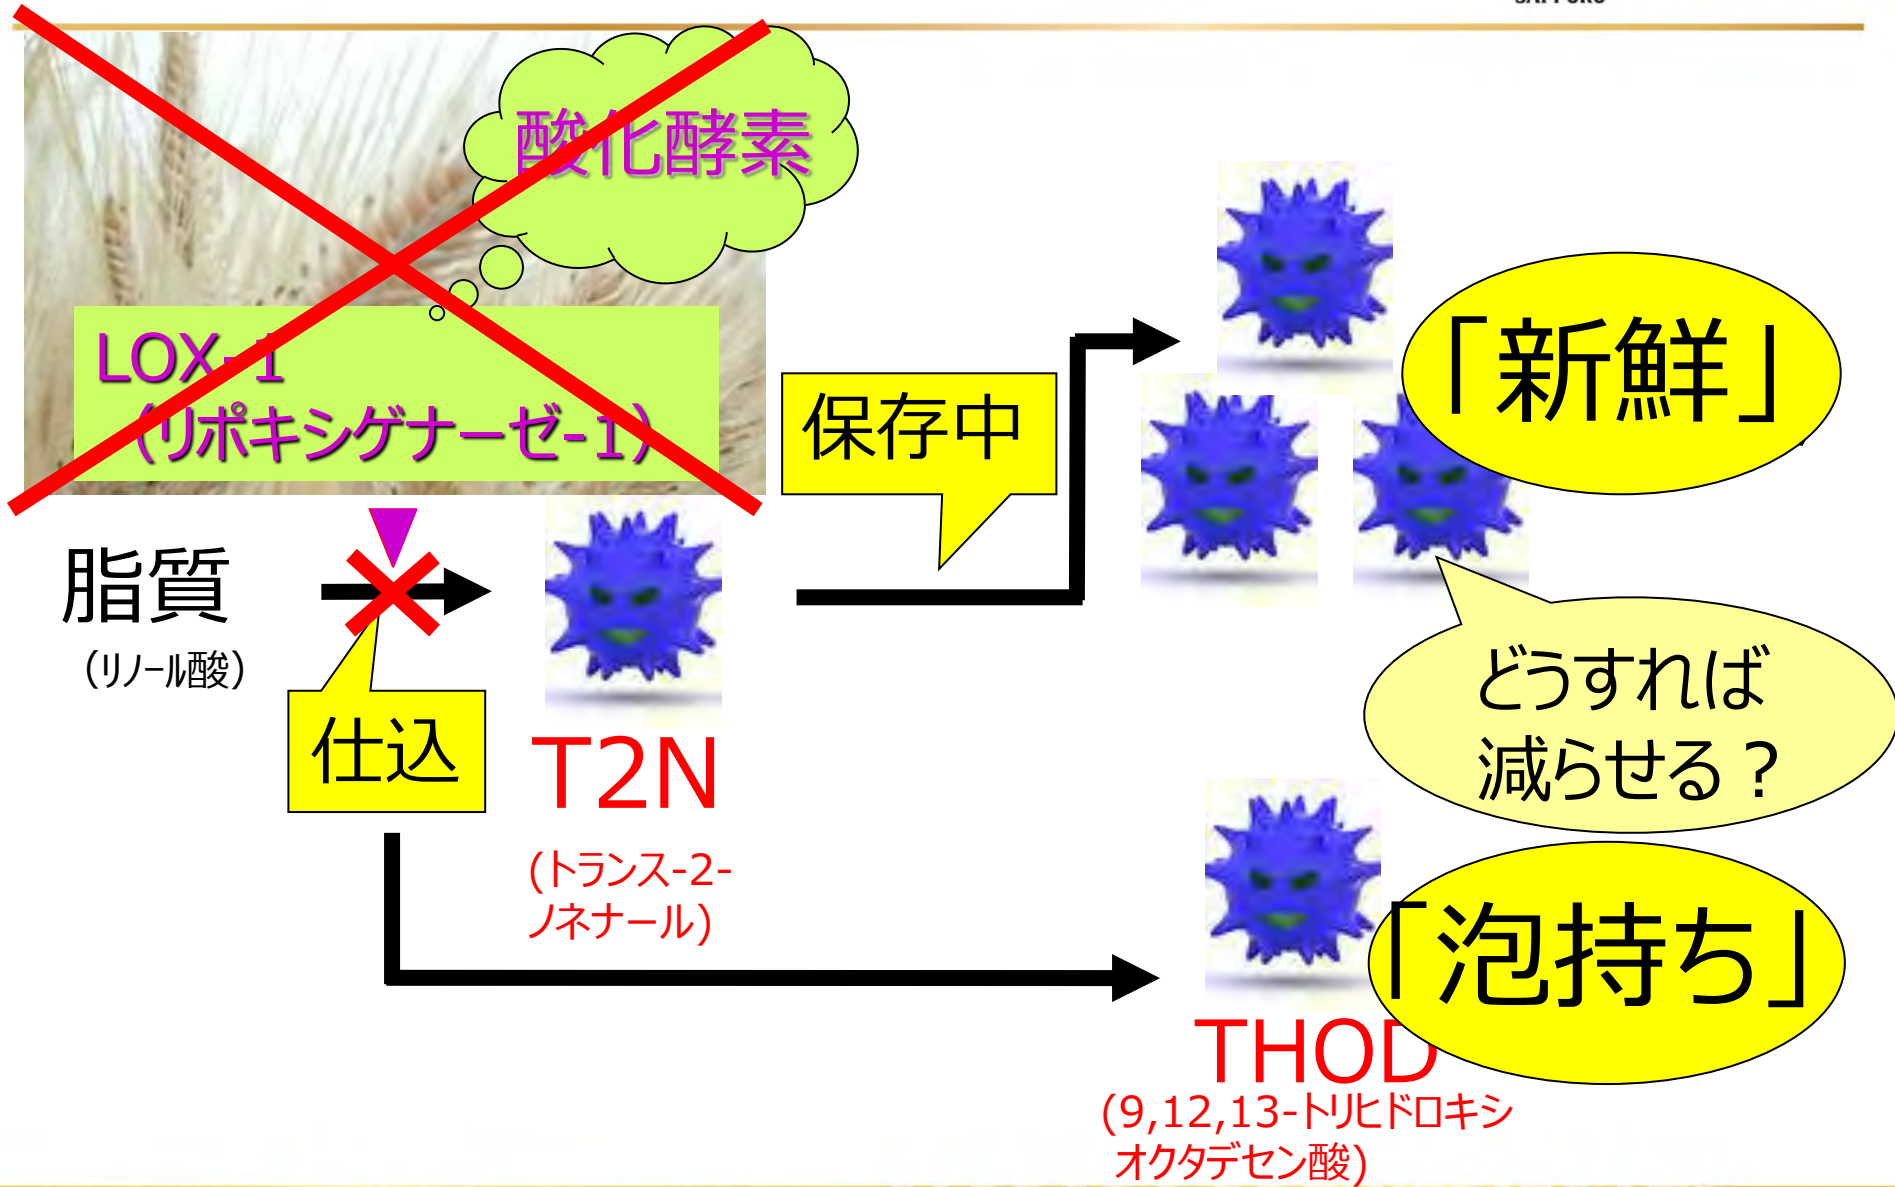 SAPPORO
酸化酵素
LOX-1
(リポキシゲナーゼ-1)
保存中
「新鮮」
脂質
(リノール酸)
仕込
T2N
(トランス-2-
ノネナール)
どうすれば
減らせる？
「泡持ち」
THOD
(9,12,13-トリヒドロキシ
オクタデセン酸)